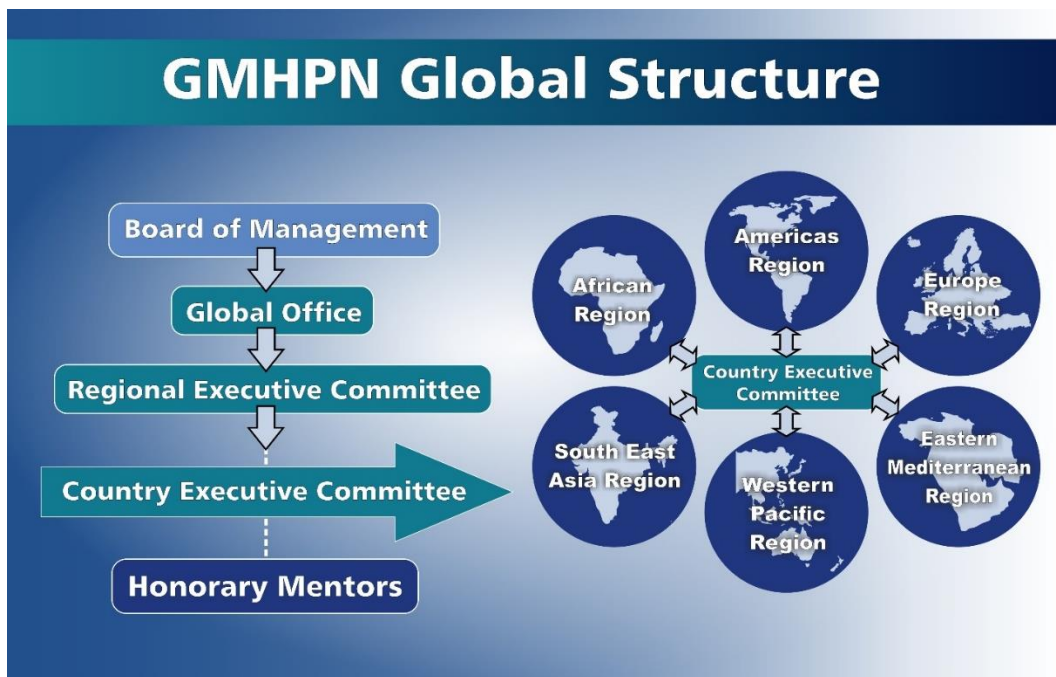 GMHPN Global Structure
Board of Management
Global Office
Regional Executive Committee
Country Executive Committee
Honorary Mentors
African
Region
Americas
Region
Europe
Region
Country Executive
Committee
South East
Asia Region
Western
Pacific
Region
Eastern
Mediterranean
Region